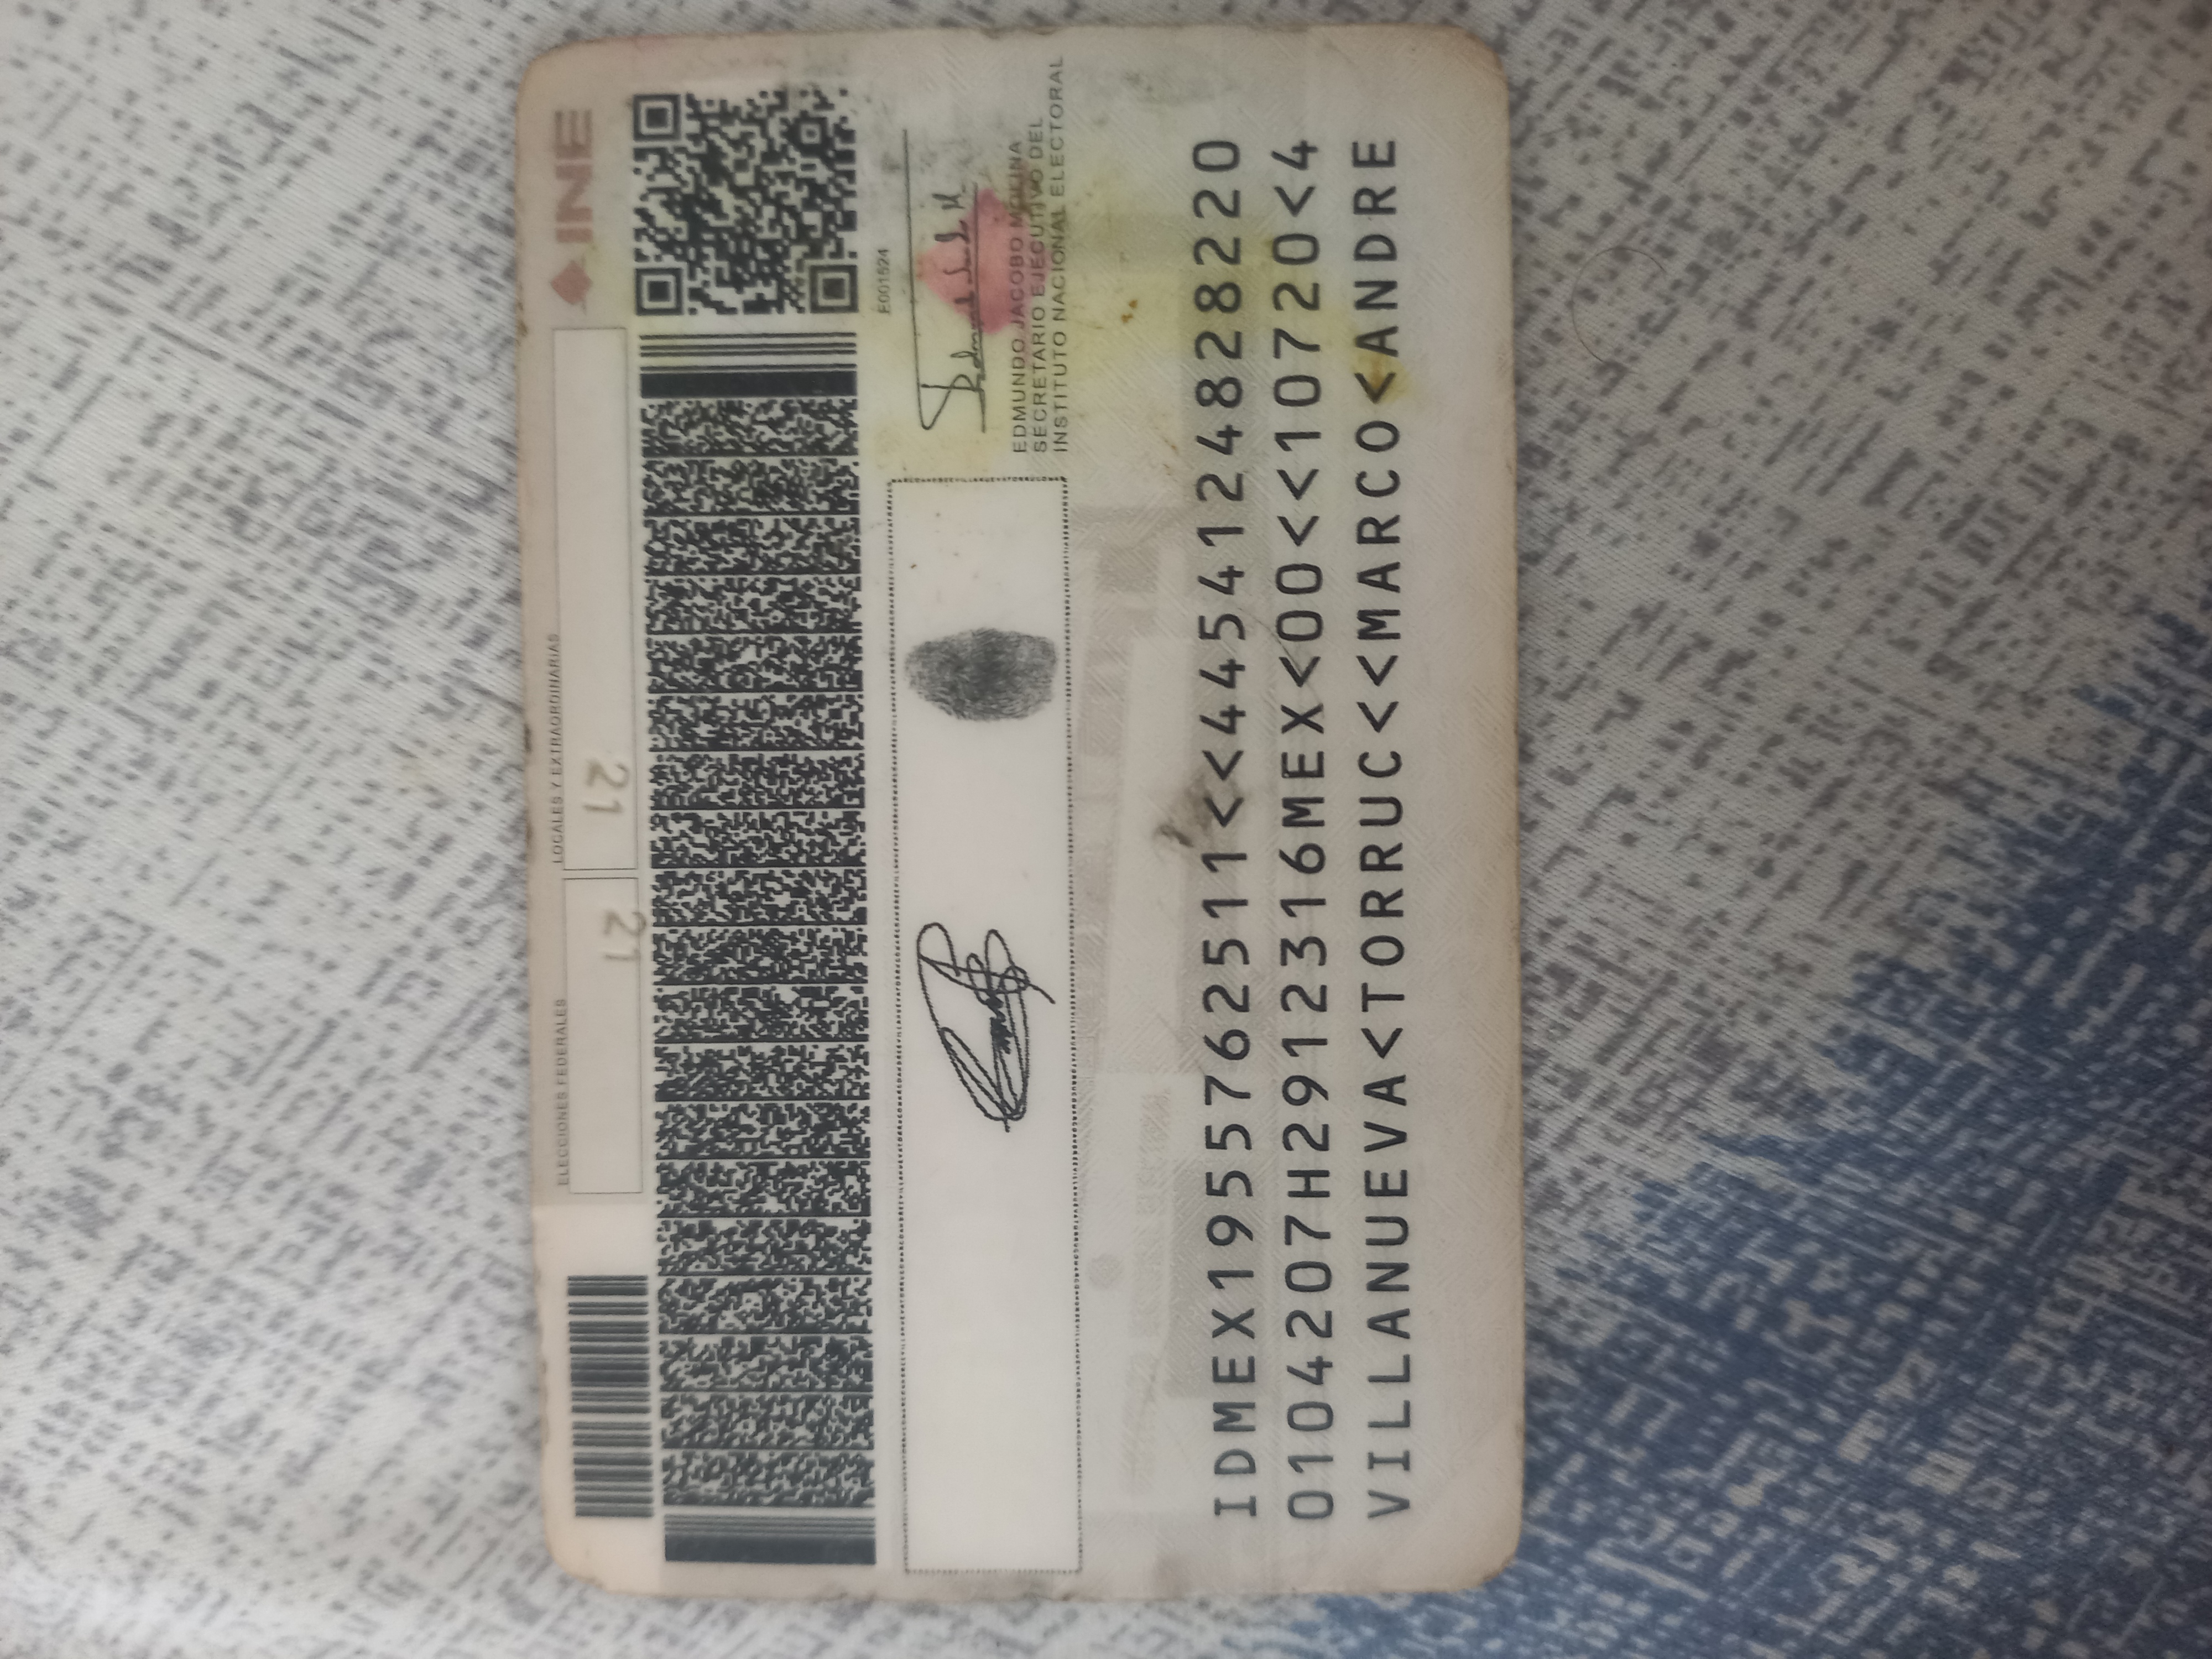 INE
ELECCIONES FEDERALES
LOCALES Y EXTRAORDINARIAS
21
21
E001524
EDMUNDO JACOBO MOLINA
SECRETARIO EJECUTIVO DEL
INSTITUTO NACIONAL ELECTORAL
IDMEX1955762511<<4454124828220
0104207H2912316MEX<00<<10720<4
VILLANUEVA<TORRUC<<MARCO<ANDRE